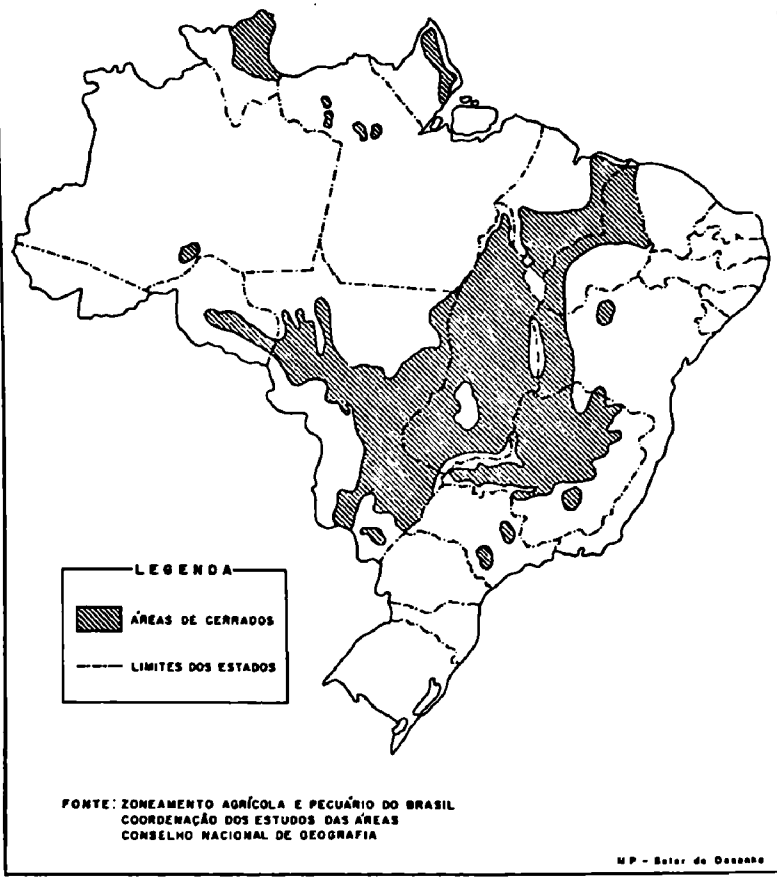 LEGENDA
ÁREAS DE CERRADOS
LIMITES DOS ESTADOS
FONTE: ZONEAMENTO AGRÍCOLA E PECUÁRIO DO BRASIL
COORDENAÇÃO DOS ESTUDOS DAS ÁREAS
CONSELHO NACIONAL DE GEOGRAFIA
MP - Setor de Desenho